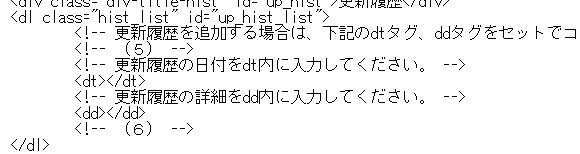 <div class="div-title-hist" id="up_hist">更新履歴</div>
<dl class="hist_list" id="up_hist_list">
<!-- 更新履歴を追加する場合は、下記のdtタグ、ddタグをセットでコ
<!-- （５） -->
<!-- 更新履歴の日付をdt内に入力してください。 -->
<dt></dt>
<!-- 更新履歴の詳細をdd内に入力してください。 -->
<dd></dd>
<!-- （６） -->
</dl>